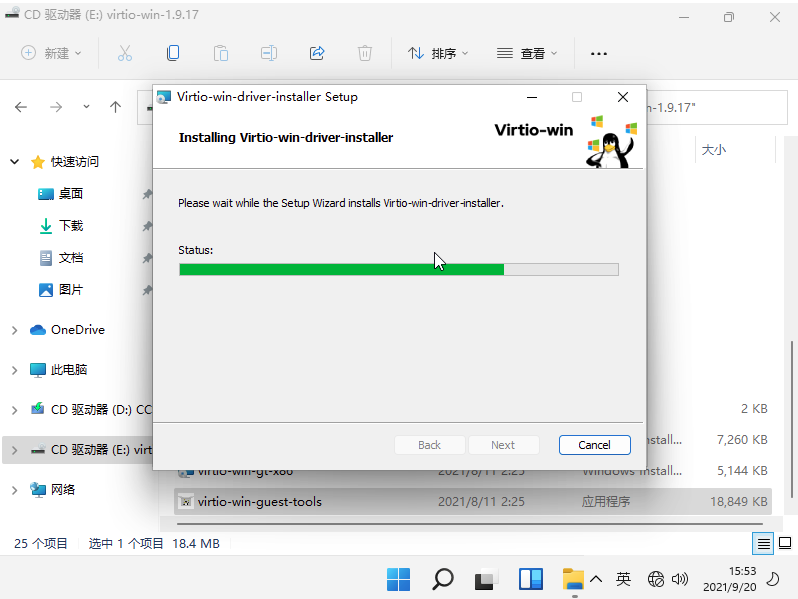 CD 驱动器 (E:) virtio-win-1.9.17
新建
排序
查看
n-1.9.17"
Virtio-win-driver-installer Setup
Installing Virtio-win-driver-installer
Virtio-win
Please wait while the Setup Wizard installs Virtio-win-driver-installer.
Status:
Back
Next
Cancel
快速访问
桌面
下载
文档
图片
OneDrive
此电脑
CD 驱动器 (D:) CC
CD 驱动器 (E:) virt
网络
大小
2 KB
nstall... 7,260 KB
virtio-win-gt-x86 2021/8/11 2:25 Windows Install... 5,144 KB
virtio-win-guest-tools 2021/8/11 2:25 应用程序 18,849 KB
25 个项目 选中 1 个项目 18.4 MB
英
15:53
2021/9/20